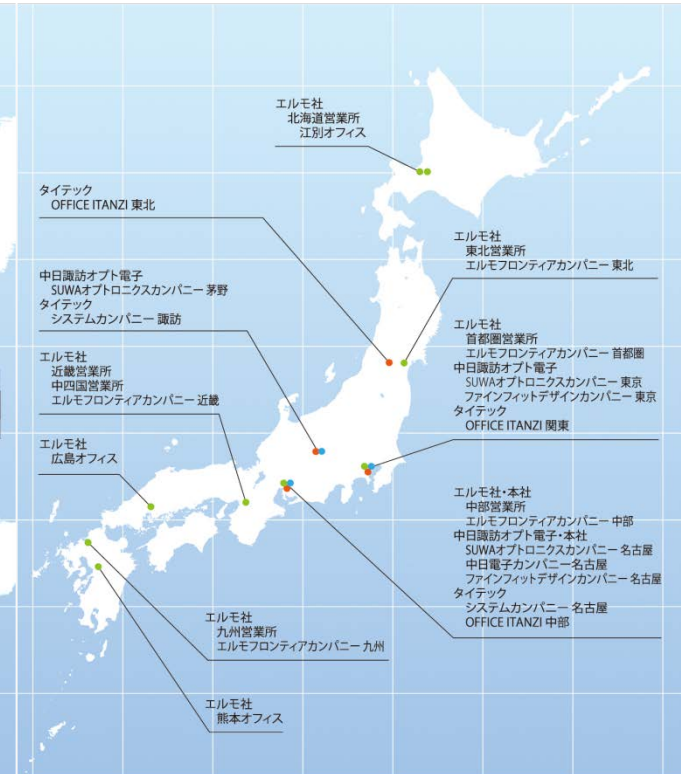 エルモ社
北海道営業所
江別オフィス
タイテック
OFFICE ITANZI 東北
エルモ社
東北営業所
エルモフロンティアカンパニー 東北
中日諏訪オプト電子
SUWAオプトロニクスカンパニー 茅野
タイテック
システムカンパニー 諏訪
エルモ社
首都圏営業所
エルモフロンティアカンパニー 首都圏
中日諏訪オプト電子
SUWAオプトロニクスカンパニー 東京
ファインフィットデザインカンパニー 東京
タイテック
OFFICE ITANZI 関東
エルモ社
近畿営業所
中四国営業所
エルモフロンティアカンパニー 近畿
エルモ社
広島オフィス
エルモ社・本社
中部営業所
エルモフロンティアカンパニー 中部
中日諏訪オプト電子・本社
SUWAオプトロニクスカンパニー 名古屋
中日電子カンパニー 名古屋
ファインフィットデザインカンパニー 名古屋
タイテック
システムカンパニー 名古屋
OFFICE ITANZI 中部
エルモ社
九州営業所
エルモフロンティアカンパニー 九州
エルモ社
熊本オフィス